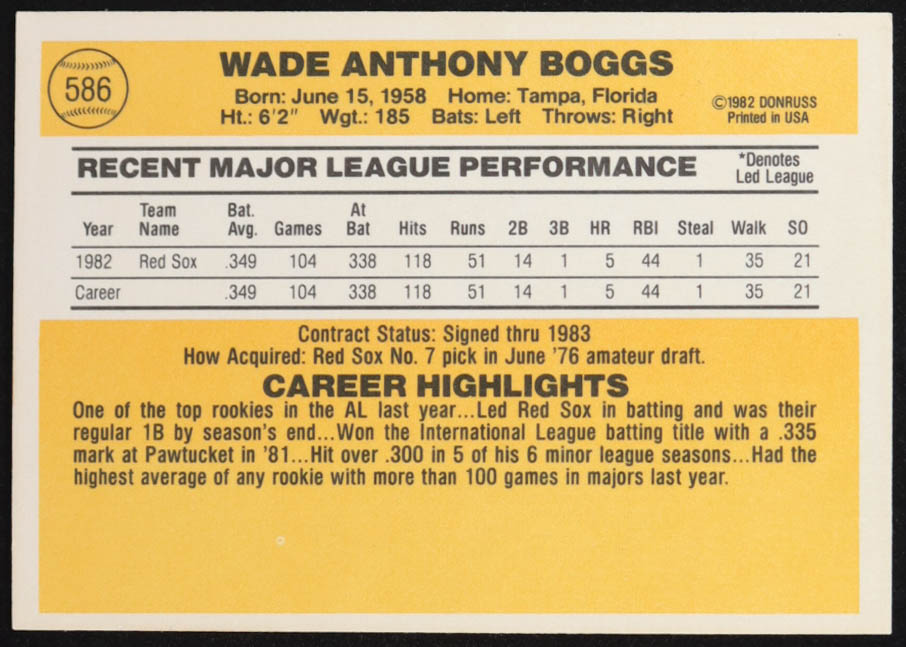 586
WADE ANTHONY BOGGS
Born: June 15, 1958 Home: Tampa, Florida
Ht.: 6'2" Wgt.: 185 Bats: Left Throws: Right
©1982 DONRUSS
Printed in USA
RECENT MAJOR LEAGUE PERFORMANCE
*Denotes
Led League
Year Team Name Bat. Avg. Games At Bat Hits Runs 2B 3B HR RBI Steal Walk SO
1982 Red Sox .349 104 338 118 51 14 1 5 44 1 35 21
Career .349 104 338 118 51 14 1 5 44 1 35 21
Contract Status: Signed thru 1983
How Acquired: Red Sox No. 7 pick in June '76 amateur draft.
CAREER HIGHLIGHTS
One of the top rookies in the AL last year...Led Red Sox in batting and was their
regular 1B by season's end...Won the International League batting title with a .335
mark at Pawtucket in '81...Hit over .300 in 5 of his 6 minor league seasons...Had the
highest average of any rookie with more than 100 games in majors last year.